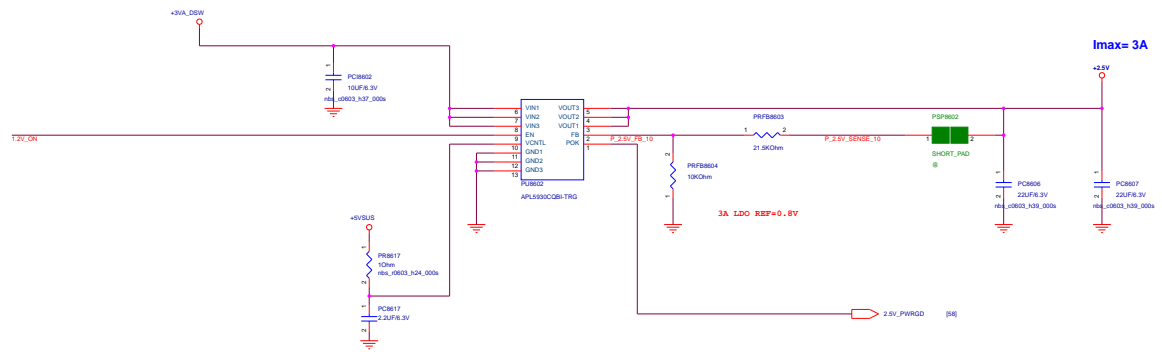 +3VA_DSW
Imax= 3A
+2.5V
1
2
PCI8602
10UF/6.3V
nbs_c0603_h37_000s
6 VIN1 VOUT3 5
7 VIN2 VOUT2 4
8 VIN3 VOUT1 3
9 EN FB 2
10 VCNTL POK 1
11 GND1
12 GND2
13 GND3
PU8602
APL5930CQBI-TRG
1.2V_ON
P_2.5V_FB_10
PRFB8603
1 2
21.5KOhm
P_2.5V_SENSE_10
PSP8602
1 2
SHORT_PAD
2
1
PRFB8604
10KOhm
3A LDO REF=0.8V
1
2
PC8606
22UF/6.3V
nbs_c0603_h39_000s
1
2
PC8607
22UF/6.3V
nbs_c0603_h39_000s
+5VSUS
1
2
PR8617
1Ohm
nbs_r0603_h24_000s
1
2
PC8617
2.2UF/6.3V
2.5V_PWRGD [58]